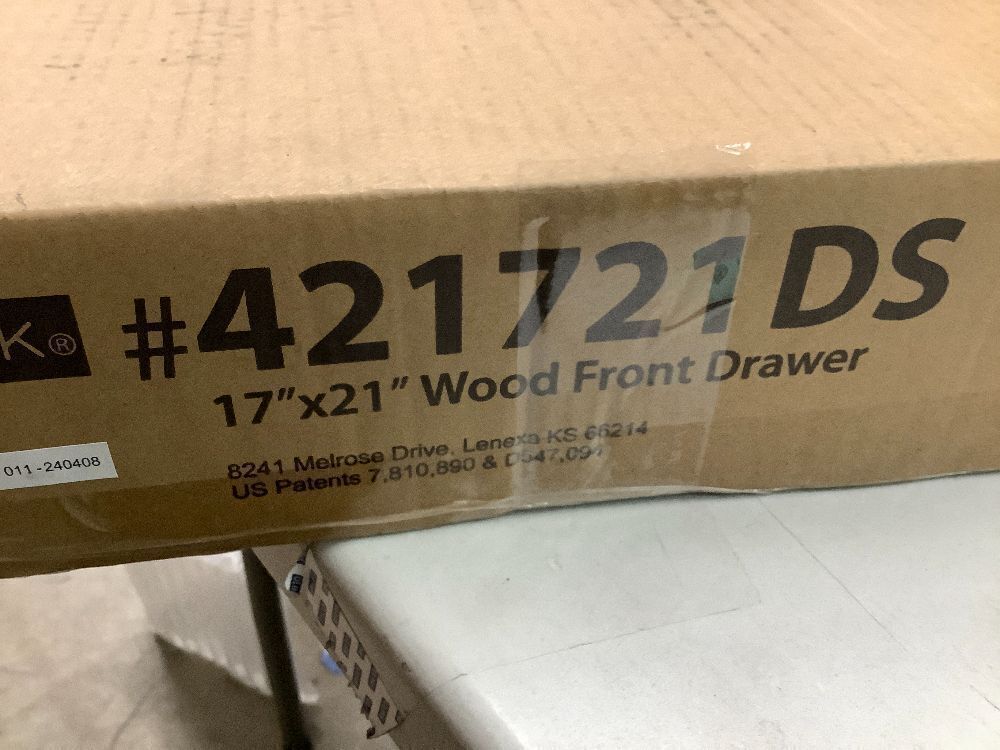 K® #421721DS
17"x21" Wood Front Drawer
8241 Melrose Drive, Lenexa KS 66214
US Patents 7,810,890 & D547,094
011-240408